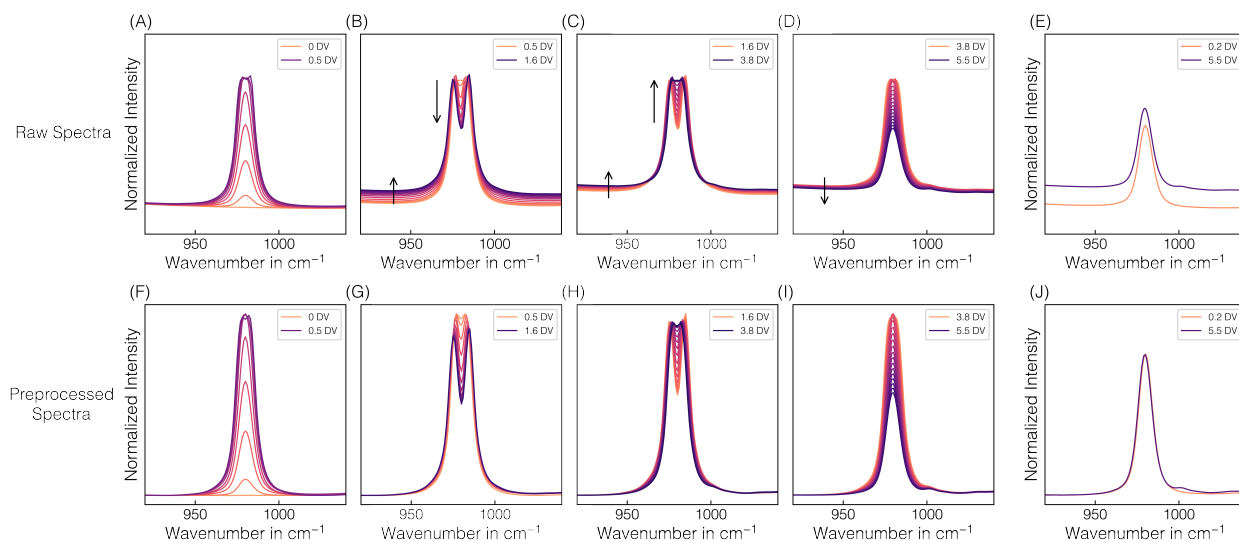 (A)
(B)
(C)
(D)
(E)
Raw Spectra
Normalized Intensity
0 DV
0.5 DV
0.5 DV
1.6 DV
1.6 DV
3.8 DV
3.8 DV
5.5 DV
Normalized Intensity
0.2 DV
5.5 DV
950 1000
950 1000
950 1000
950 1000
950 1000
Wavenumber in cm⁻¹
Wavenumber in cm⁻¹
Wavenumber in cm⁻¹
Wavenumber in cm⁻¹
Wavenumber in cm⁻¹
(F)
(G)
(H)
(I)
(J)
Preprocessed
Spectra
Normalized Intensity
0 DV
0.5 DV
0.5 DV
1.6 DV
1.6 DV
3.8 DV
3.8 DV
5.5 DV
Normalized Intensity
0.2 DV
5.5 DV
950 1000
950 1000
950 1000
950 1000
950 1000
Wavenumber in cm⁻¹
Wavenumber in cm⁻¹
Wavenumber in cm⁻¹
Wavenumber in cm⁻¹
Wavenumber in cm⁻¹